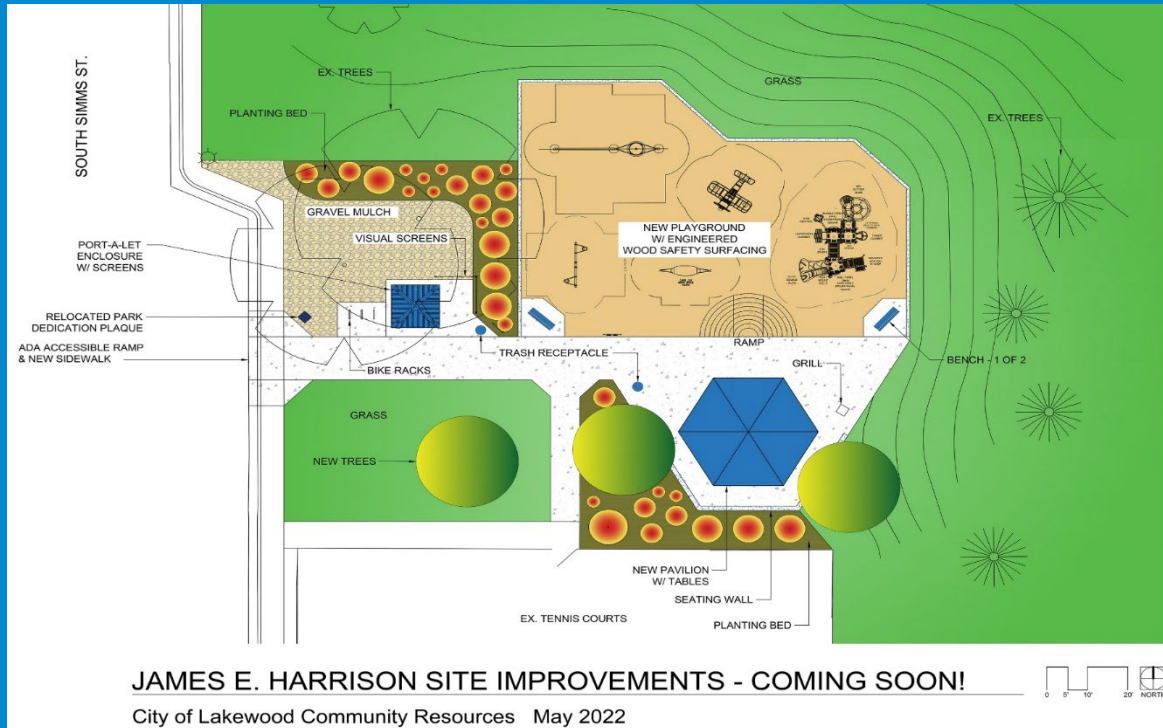 SOUTH SIMMS ST.
EX. TREES
GRASS
PLANTING BED
EX. TREES
GRAVEL MULCH
VISUAL SCREENS
NEW PLAYGROUND
W/ ENGINEERED
WOOD SAFETY SURFACING
PORT-A-LET
ENCLOSURE
W/ SCREENS
RELOCATED PARK
DEDICATION PLAQUE
ADA ACCESSIBLE RAMP
& NEW SIDEWALK
BIKE RACKS
TRASH RECEPTACLE
RAMP
GRILL
BENCH - 1 OF 2
GRASS
NEW TREES
NEW PAVILION
W/ TABLES
SEATING WALL
PLANTING BED
EX. TENNIS COURTS
JAMES E. HARRISON SITE IMPROVEMENTS - COMING SOON!
0 5' 10' 20'
NORTH
City of Lakewood Community Resources May 2022